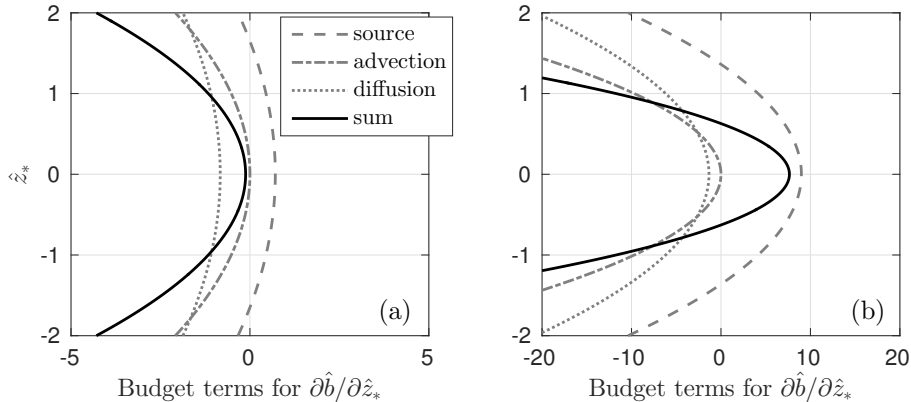 2
1
0
-1
-2
ẑ*
-5
0
5
Budget terms for ∂b̂/∂ẑ*
(a)
source
advection
diffusion
sum
2
1
0
-1
-2
-20
-10
0
10
20
Budget terms for ∂b̂/∂ẑ*
(b)